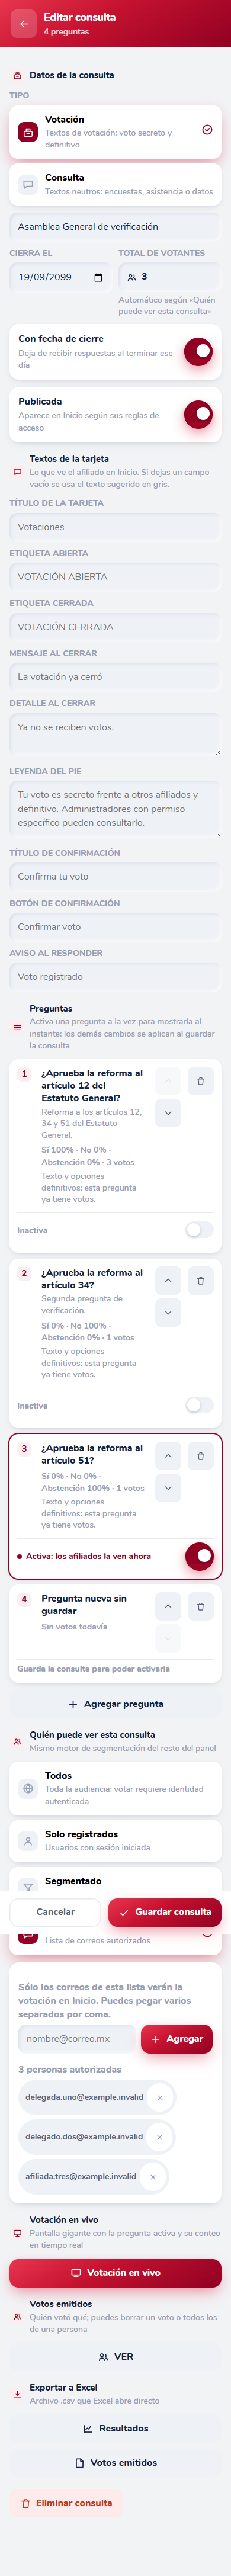 Editar consulta
4 preguntas
Datos de la consulta
TIPO
Votación
Textos de votación: voto secreto y
definitivo
Consulta
Textos neutros: encuestas, asistencia o datos
Asamblea General de verificación
CIERRA EL
TOTAL DE VOTANTES
19/09/2099
3
Automático según «Quién
puede ver esta consulta»
Con fecha de cierre
Deja de recibir respuestas al terminar ese
día
Publicada
Aparece en Inicio según sus reglas de
acceso
Textos de la tarjeta
Lo que ve el afiliado en Inicio. Si dejas un campo
vacío se usa el texto sugerido en gris.
TÍTULO DE LA TARJETA
Votaciones
ETIQUETA ABIERTA
VOTACIÓN ABIERTA
ETIQUETA CERRADA
VOTACIÓN CERRADA
MENSAJE AL CERRAR
La votación ya cerró
DETALLE AL CERRAR
Ya no se reciben votos.
LEYENDA DEL PIE
Tu voto es secreto frente a otros afiliados y
definitivo. Administradores con permiso
específico pueden consultarlo.
TÍTULO DE CONFIRMACIÓN
Confirma tu voto
BOTÓN DE CONFIRMACIÓN
Confirmar voto
AVISO AL RESPONDER
Voto registrado
Preguntas
Activa una pregunta a la vez para mostrarla al
instante; los demás cambios se aplican al guardar
la consulta
1
¿Aprueba la reforma al
artículo 12 del
Estatuto General?
Reforma a los artículos 12,
34 y 51 del Estatuto
General.
Sí 100% · No 0% ·
Abstención 0% · 3 votos
Texto y opciones
definitivos: esta pregunta
ya tiene votos.
Inactiva
2
¿Aprueba la reforma al
artículo 34?
Segunda pregunta de
verificación.
Sí 0% · No 100% ·
Abstención 0% · 1 votos
Texto y opciones
definitivos: esta pregunta
ya tiene votos.
Inactiva
3
¿Aprueba la reforma al
artículo 51?
Sí 0% · No 0% ·
Abstención 100% · 1 votos
Texto y opciones
definitivos: esta pregunta
ya tiene votos.
Activa: los afiliados la ven ahora
4
Pregunta nueva sin
guardar
Sin votos todavía
Guarda la consulta para poder activarla
Agregar pregunta
Quién puede ver esta consulta
Mismo motor de segmentación del resto del panel
Todos
Toda la audiencia; votar requiere identidad
autenticada
Solo registrados
Usuarios con sesión iniciada
Segmentado
Cancelar
Guardar consulta
Lista de correos autorizados
Sólo los correos de esta lista verán la
votación en Inicio. Puedes pegar varios
separados por coma.
nombre@correo.mx
Agregar
3 personas autorizadas
delegada.uno@example.invalid
delegado.dos@example.invalid
afiliada.tres@example.invalid
Votación en vivo
Pantalla gigante con la pregunta activa y su conteo
en tiempo real
Votación en vivo
Votos emitidos
Quién votó qué; puedes borrar un voto o todos los
de una persona
VER
Exportar a Excel
Archivo .csv que Excel abre directo
Resultados
Votos emitidos
Eliminar consulta